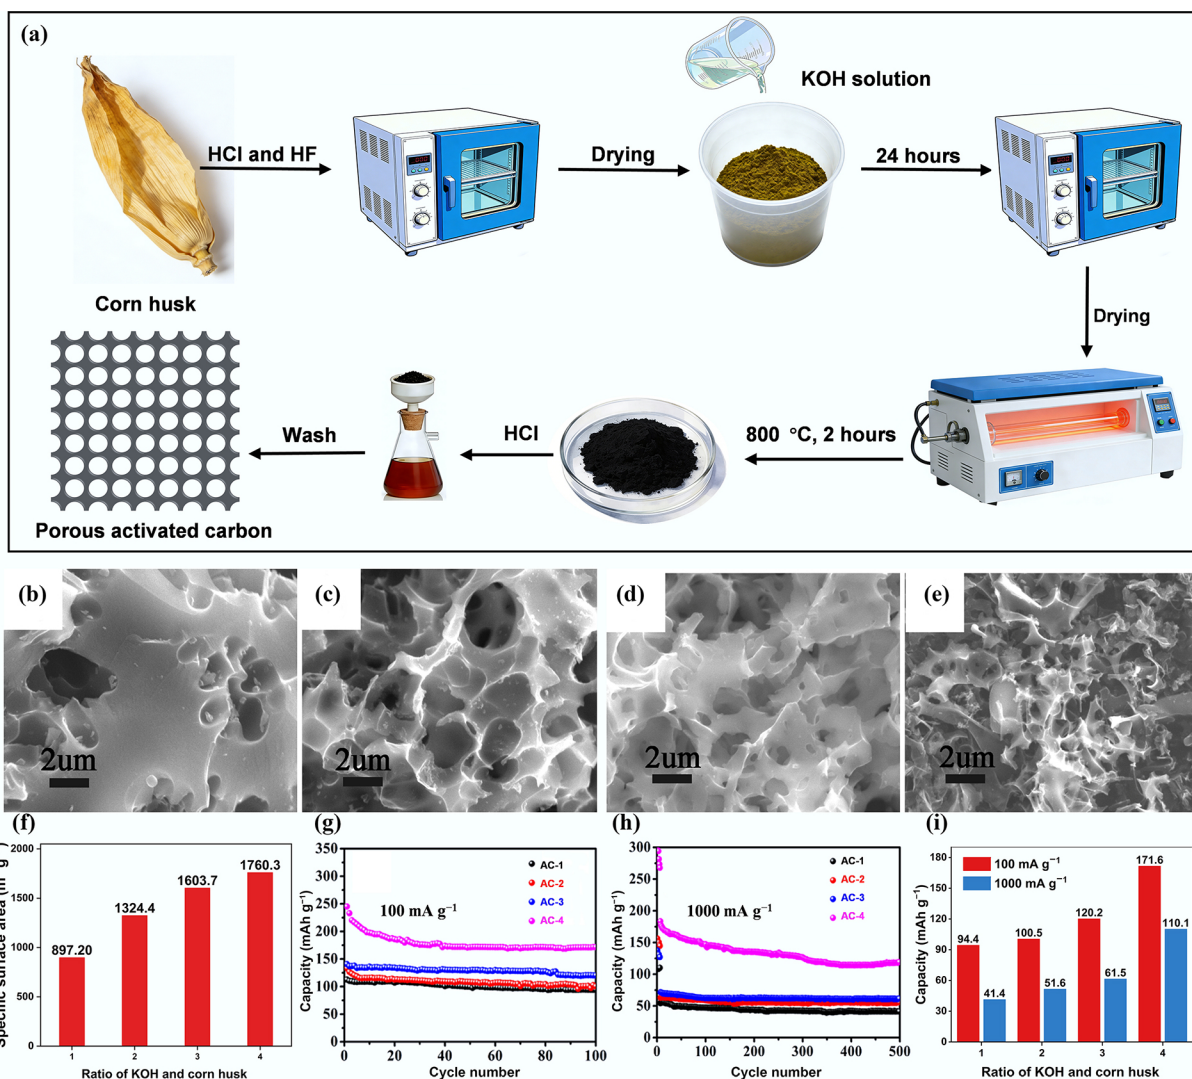 (a)
KOH solution
HCl and HF
Drying
24 hours
Corn husk
Drying
Wash
HCl
800 °C, 2 hours
Porous activated carbon
(b)
2um
(c)
2um
(d)
2um
(e)
2um
(f)
Specific surface area (m² g⁻¹)
2000
1500
1000
500
0
897.20
1324.4
1603.7
1760.3
1
2
3
4
Ratio of KOH and corn husk
(g)
Capacity (mAh g⁻¹)
350
300
250
200
150
100
50
0
AC-1
AC-2
AC-3
AC-4
100 mA g⁻¹
0
20
40
60
80
100
Cycle number
(h)
Capacity (mAh g⁻¹)
300
250
200
150
100
50
0
AC-1
AC-2
AC-3
AC-4
1000 mA g⁻¹
0
100
200
300
400
500
Cycle number
(i)
Capacity (mAh g⁻¹)
180
150
120
90
60
30
0
100 mA g⁻¹
1000 mA g⁻¹
94.4
41.4
100.5
51.6
120.2
61.5
171.6
110.1
1
2
3
4
Ratio of KOH and corn husk